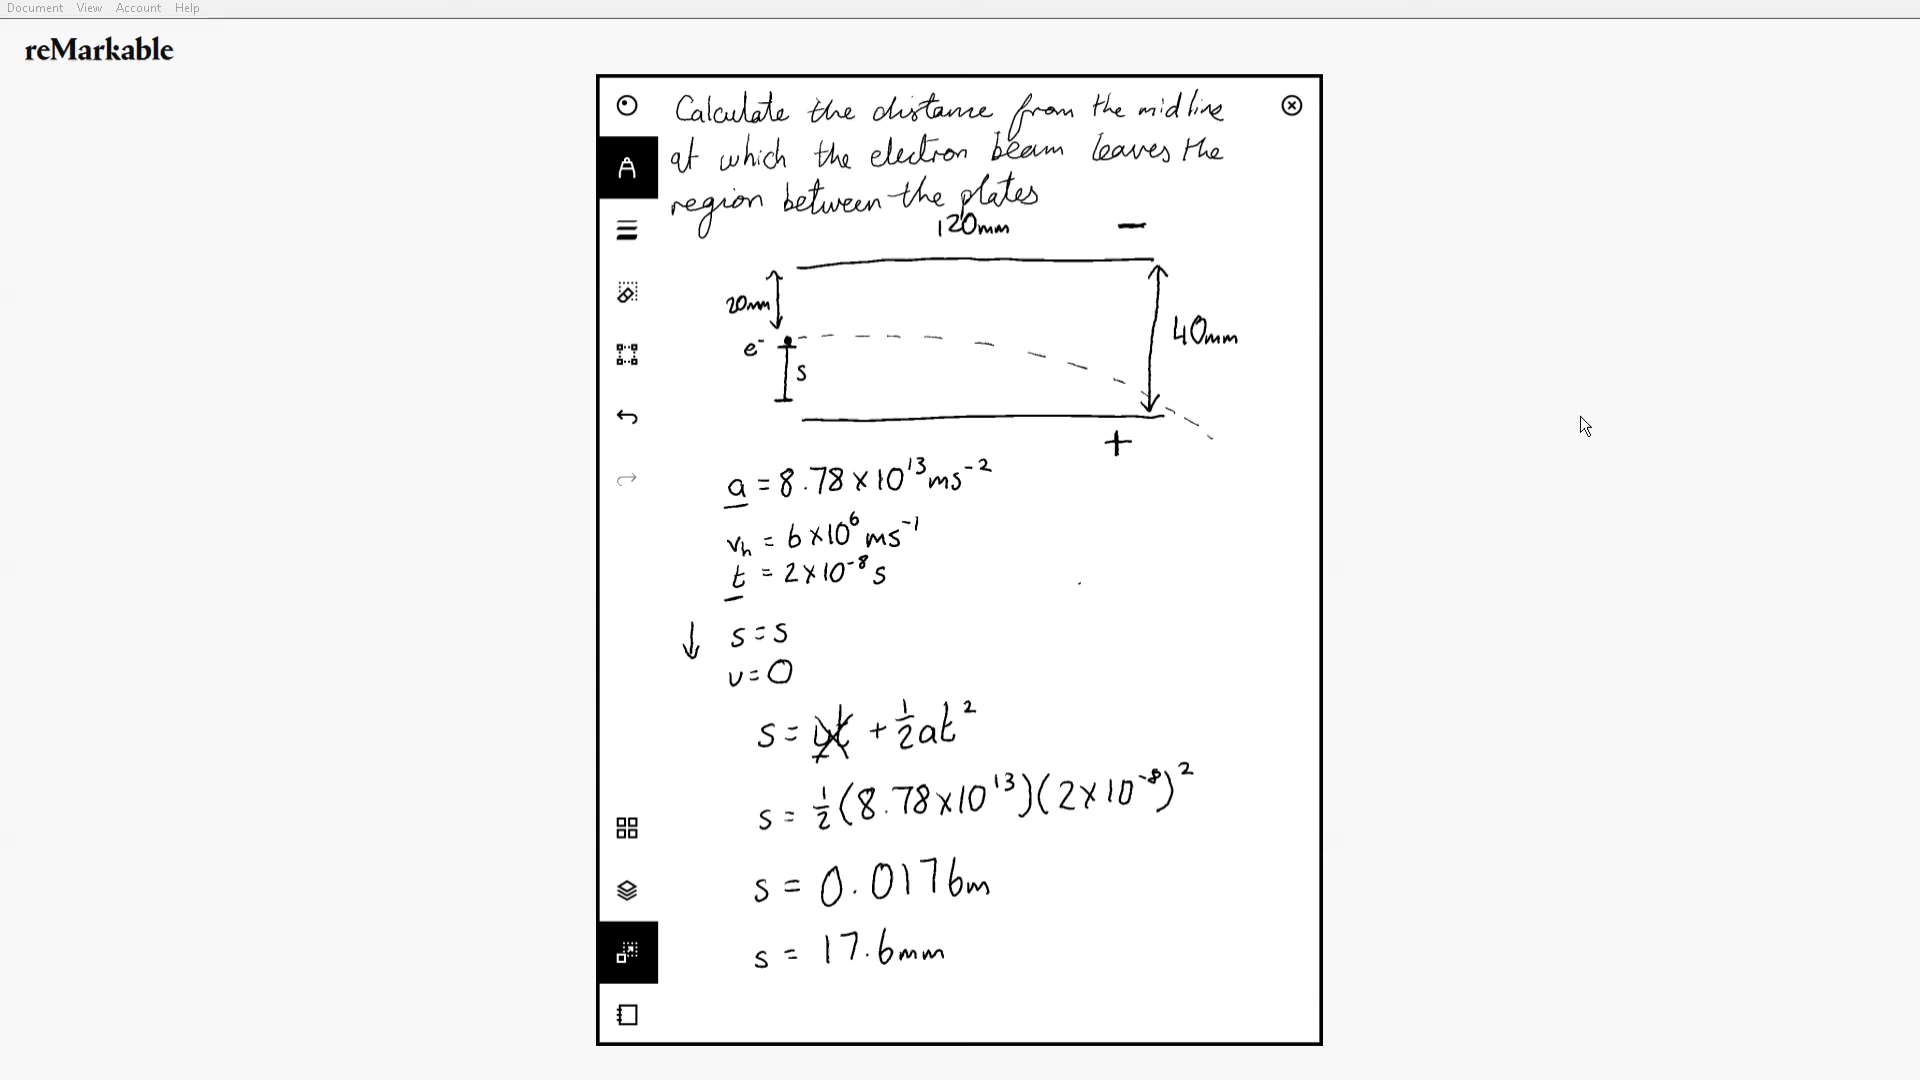 Document View Account Help
reMarkable
Calculate the distance from the midline
at which the electron beam leaves the
region between the plates
120mm −
20mm
40mm
e⁻
s
+
a = 8.78 × 10¹³ ms⁻²
vₕ = 6 × 10⁶ ms⁻¹
t = 2 × 10⁻⁸ s
↓ s = s
u = 0
s = ut + ½at²
s = ½(8.78 × 10¹³)(2 × 10⁻⁸)²
s = 0.0176m
s = 17.6mm